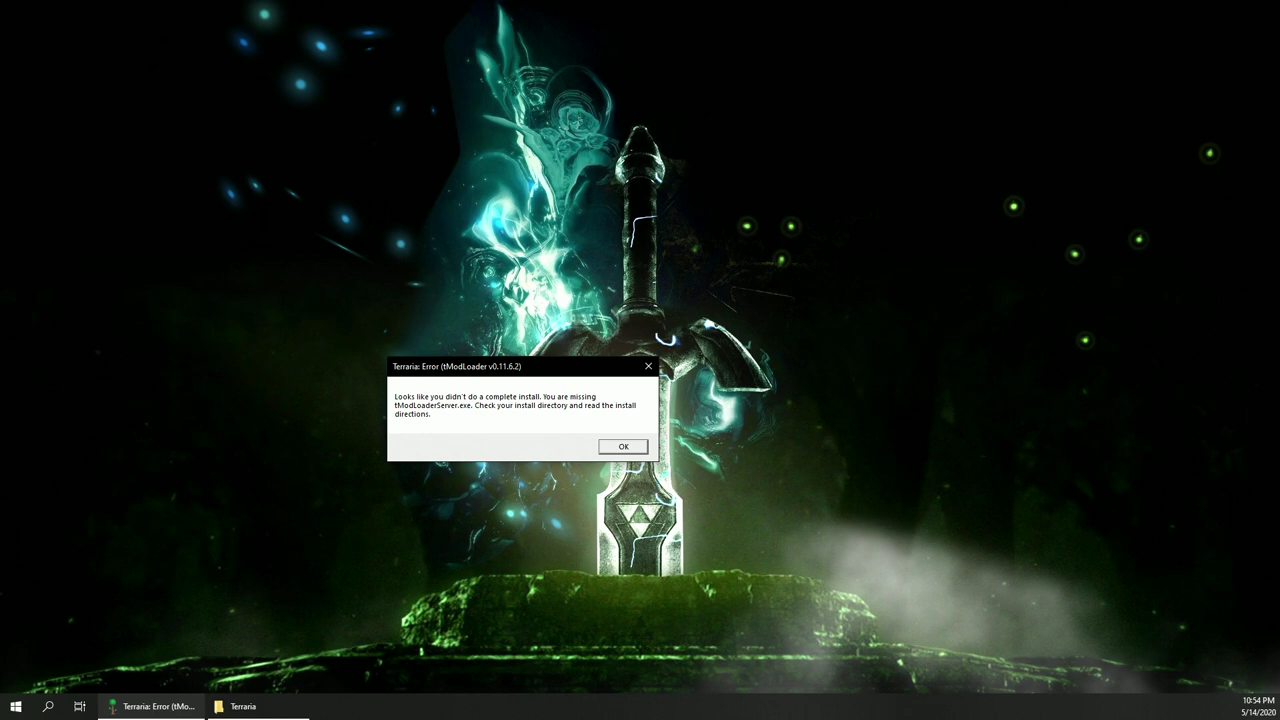 Terraria: Error (tModLoader v0.11.6.2)
Looks like you didn't do a complete install. You are missing
tModLoaderServer.exe. Check your install directory and read the install
directions.
OK
Terraria: Error (tMo...
Terraria
10:54 PM
5/14/2020